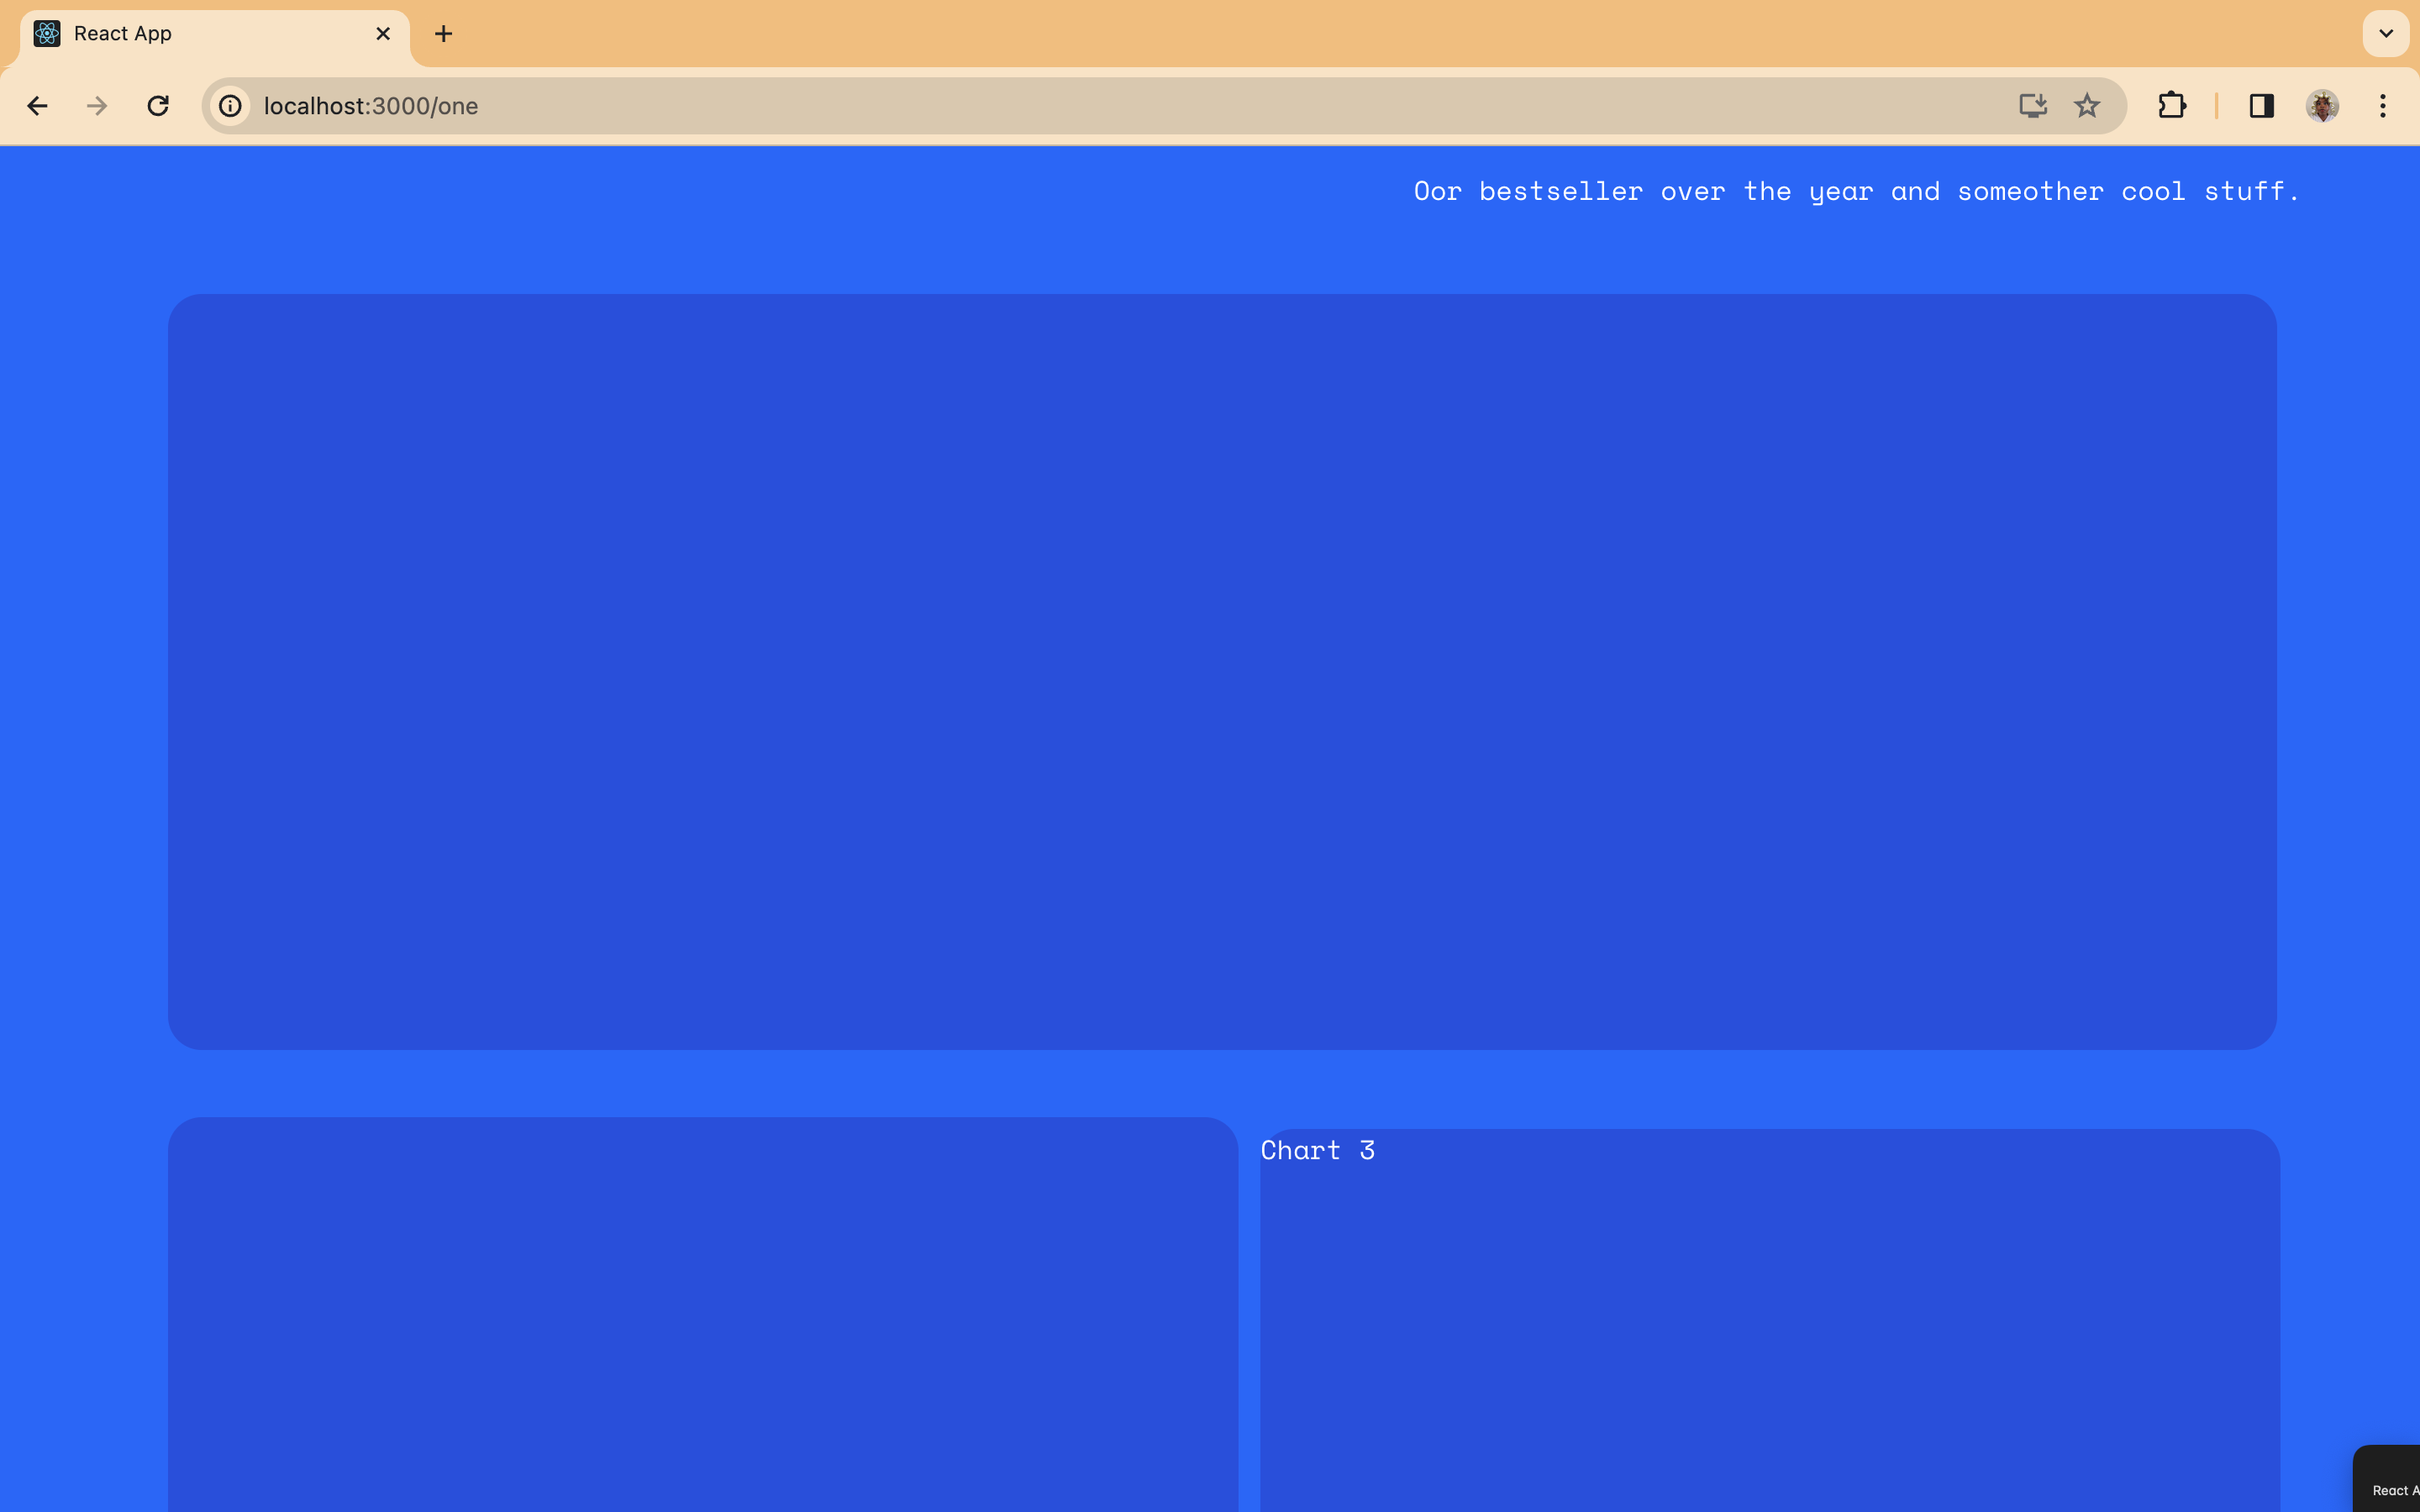 React App
localhost:3000/one
Oor bestseller over the year and someother cool stuff.
Chart 3
React A